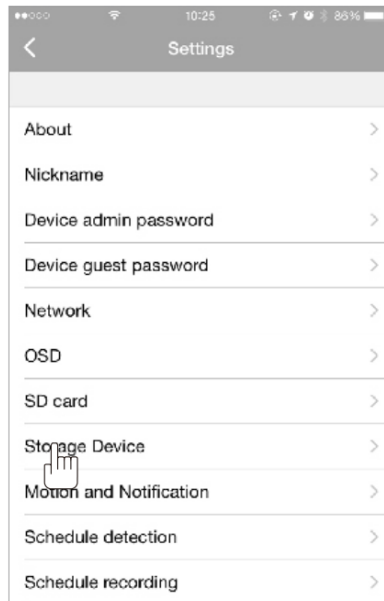 10:25 86%
Settings
About
Nickname
Device admin password
Device guest password
Network
OSD
SD card
Storage Device
Motion and Notification
Schedule detection
Schedule recording